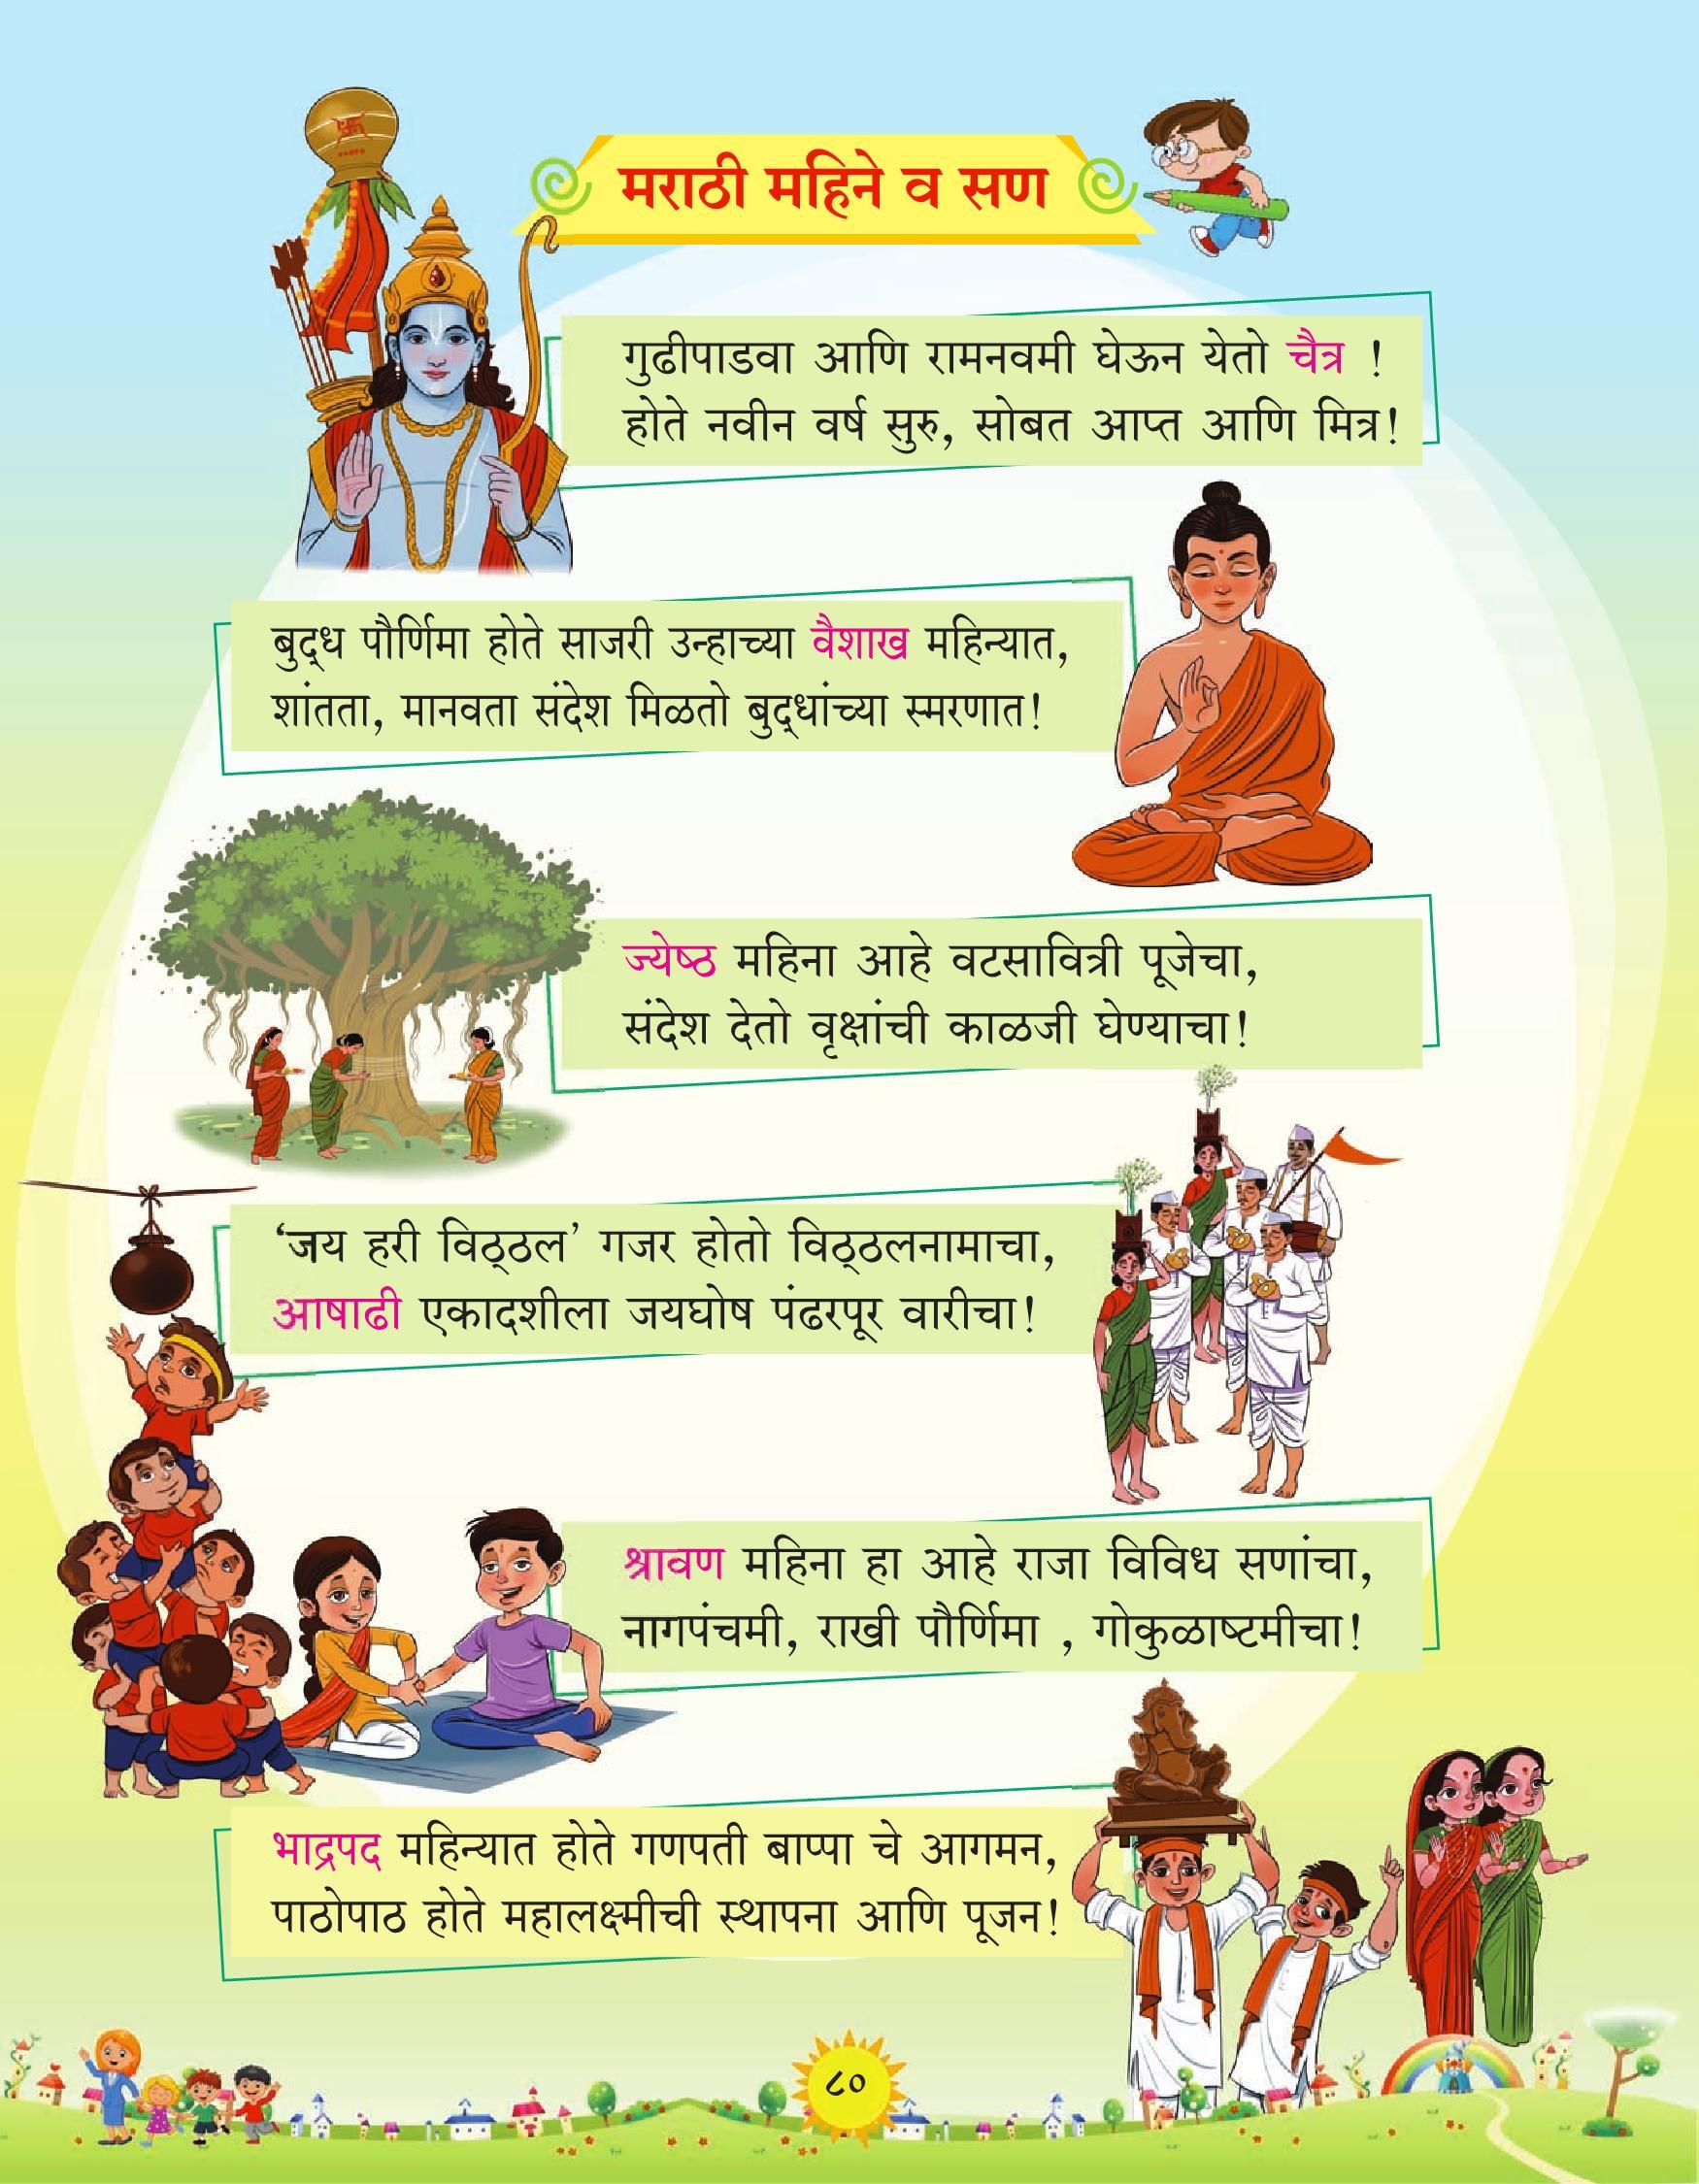 मराठी महिने व सण
गुढीपाडवा आणि रामनवमी घेऊन येतो चैत्र !
होते नवीन वर्ष सुरु, सोबत आप्त आणि मित्र!
बुद्‌ध पौर्णिमा होते साजरी उन्हाच्या वैशाख महिन्यात,
शांतता, मानवता संदेश मिळतो बुद्‌धांच्या स्मरणात!
ज्येष्ठ महिना आहे वटसावित्री पूजेचा,
संदेश देतो वृक्षांची काळजी घेण्याचा!
‘जय हरी विठ्‌ठल’ गजर होतो विठ्‌ठलनामाचा,
आषाढी एकादशीला जयघोष पंढरपूर वारीचा!
श्रावण महिना हा आहे राजा विविध सणांचा,
नागपंचमी, राखी पौर्णिमा , गोकुळाष्टमीचा!
भाद्रपद महिन्यात होते गणपती बाप्पा चे आगमन,
पाठोपाठ होते महालक्ष्मीची स्थापना आणि पूजन!
८०